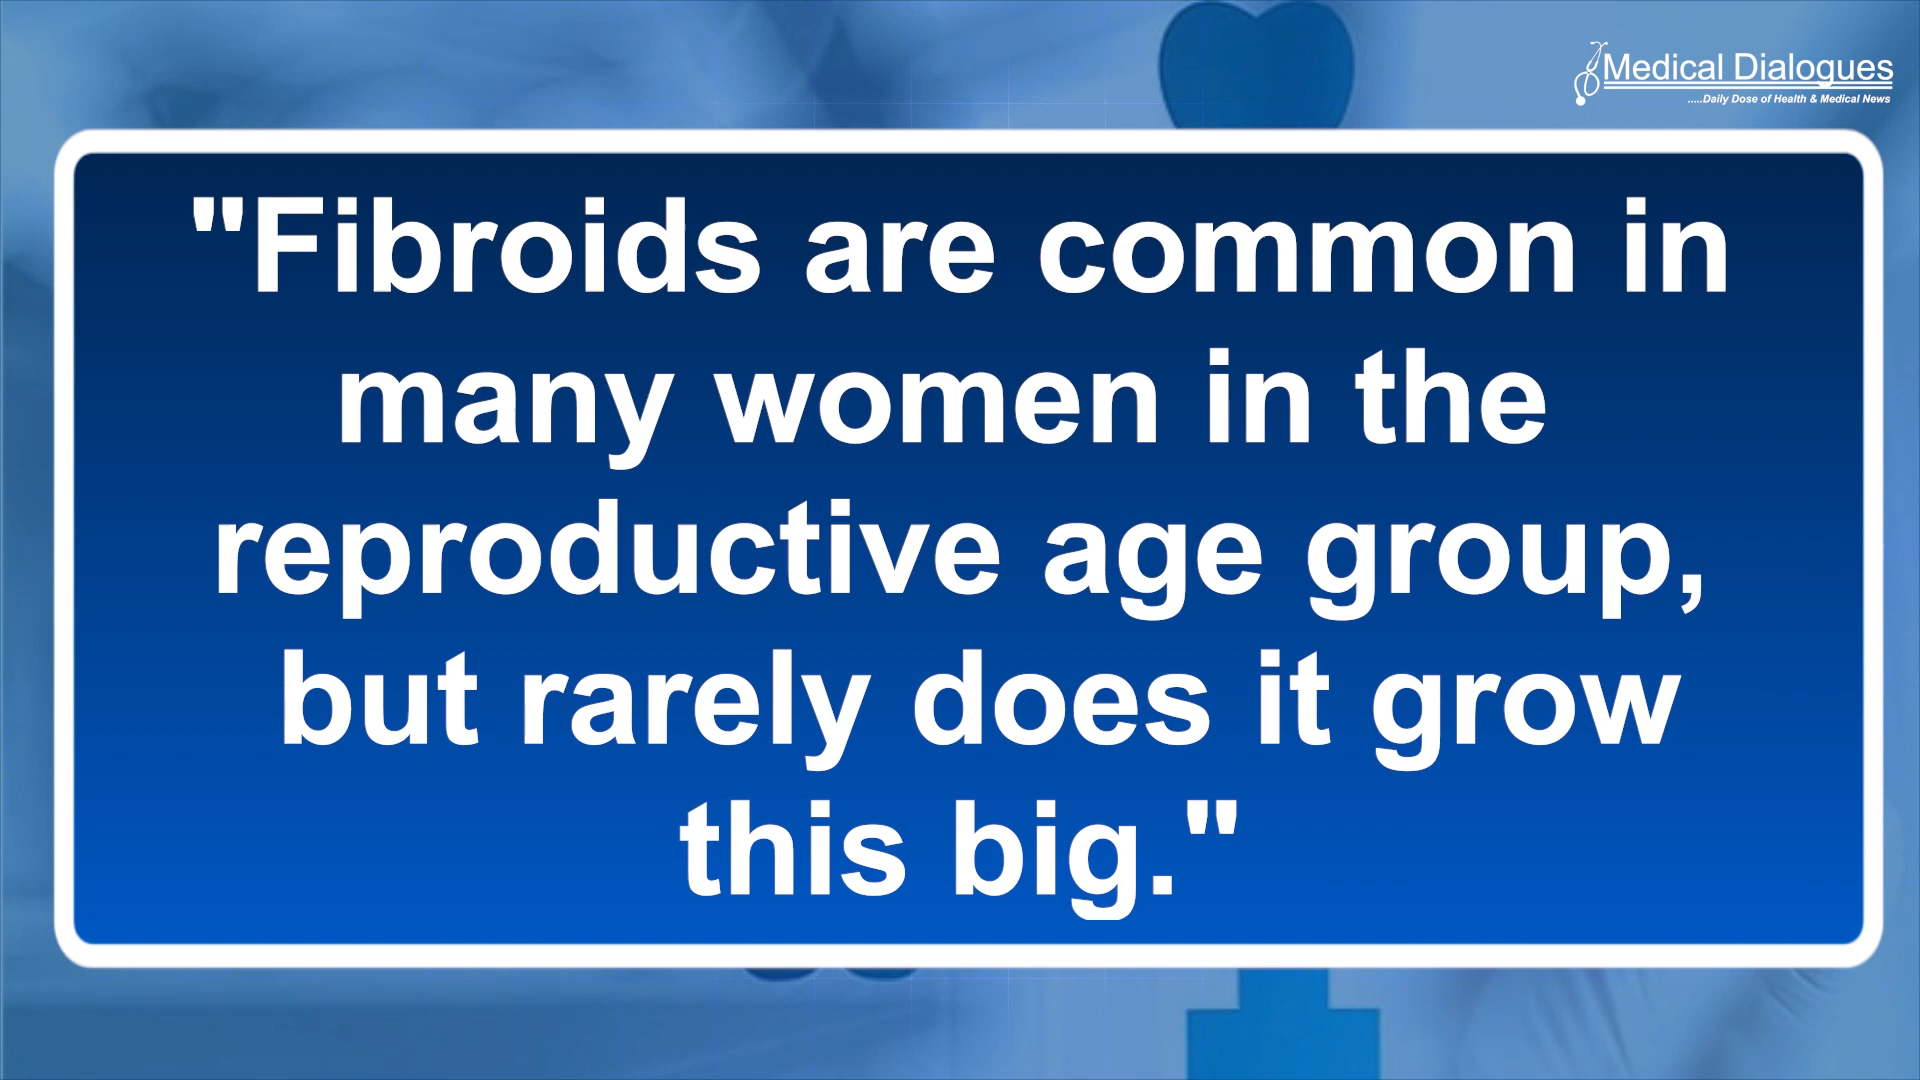 Medical Dialogues
.....Daily Dose of Health & Medical News
"Fibroids are common in
many women in the
reproductive age group,
but rarely does it grow
this big."